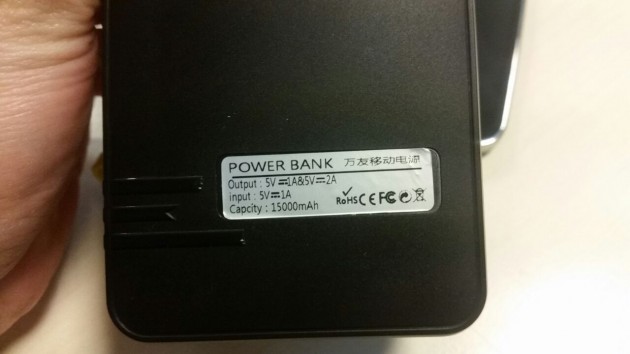 POWER BANK 万友移动电源
Output : 5V⎓1A&5V⎓2A
input : 5V⎓1A
Capcity : 15000mAh RoHS CE FC